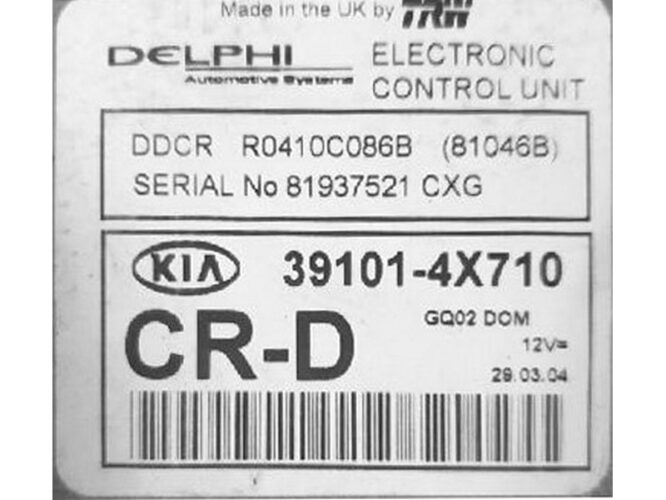 Made in the UK by TRW
DELPHI
Automotive Systems
ELECTRONIC
CONTROL UNIT
DDCR R0410C086B (81046B)
SERIAL No 81937521 CXG
KIA 39101-4X710
CR-D
GQ02 DOM
12V=
29.03.04